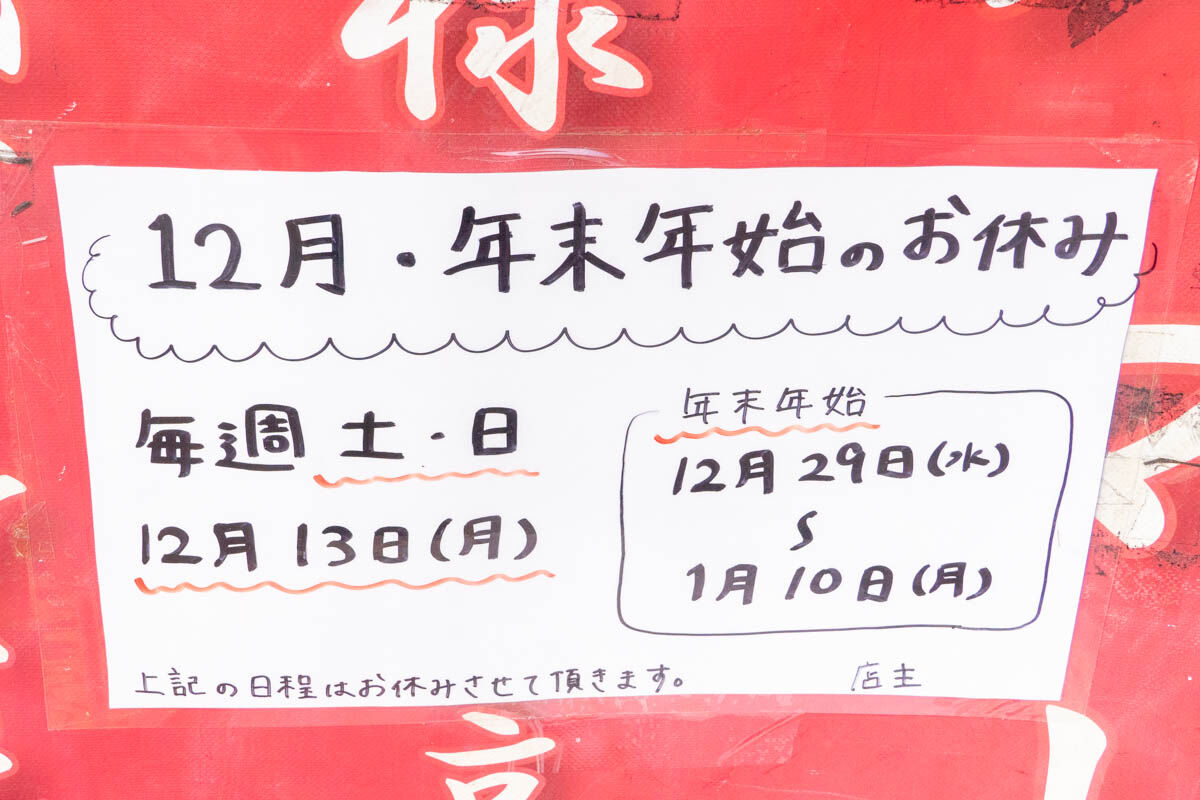 様
12月・年末年始のお休み
毎週 土・日
12月 13日(月)
年末年始
12月 29日(水)
〜
1月 10日(月)
上記の日程はお休みさせて頂きます。
店主